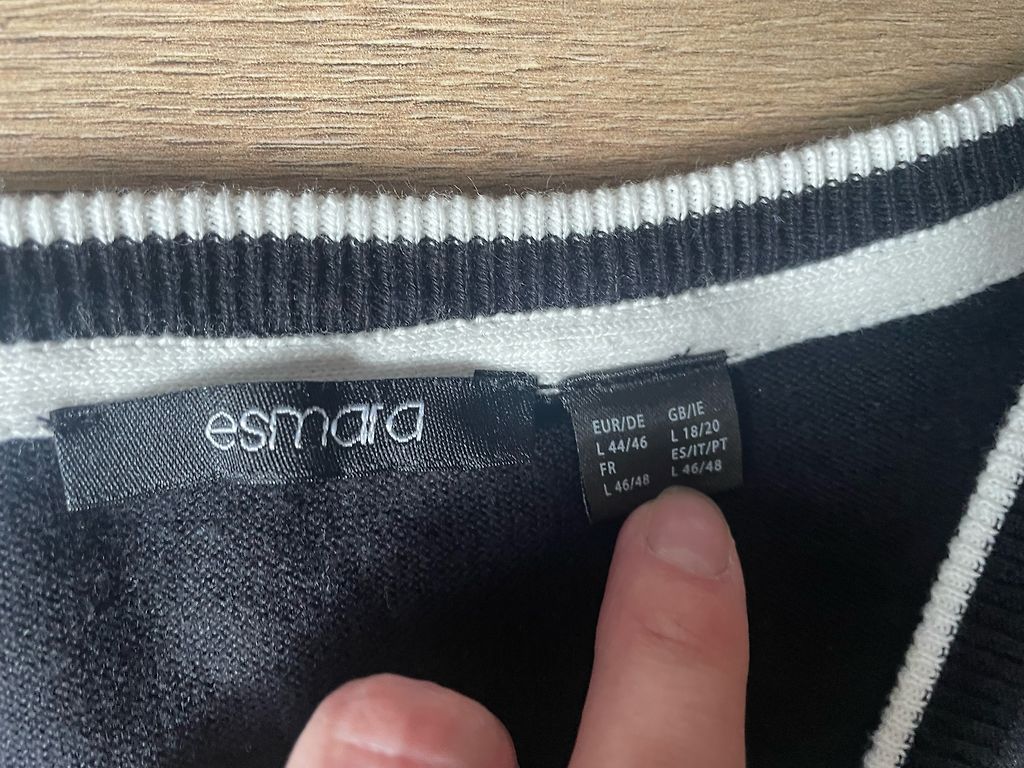 esmara
EUR/DE GB/IE
L 44/46 L 18/20
FR ES/IT/PT
L 46/48 L 46/48